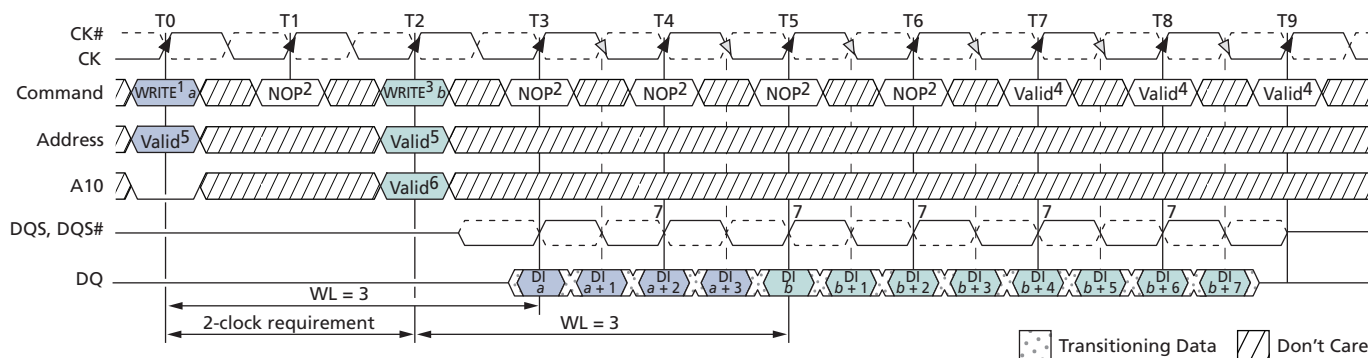 T0 T1 T2 T3 T4 T5 T6 T7 T8 T9
CK#
CK
Command WRITE1 a NOP2 WRITE3 b NOP2 NOP2 NOP2 NOP2 Valid4 Valid4 Valid4
Address Valid5 Valid5
A10 Valid6
7 7 7 7 7
DQS, DQS#
DQ DI a DI a + 1 DI a + 2 DI a + 3 DI b DI b + 1 DI b + 2 DI b + 3 DI b + 4 DI b + 5 DI b + 6 DI b + 7
WL = 3
2-clock requirement WL = 3
Transitioning Data Don't Care